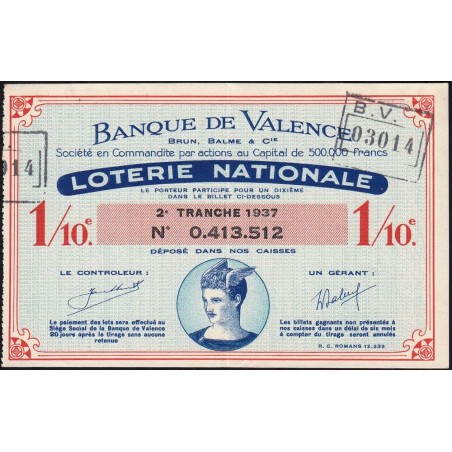 BANQUE DE VALENCE
BRUN, BALME & CIE
Société en Commandite par actions au Capital de 500.000 francs
B.V.
03014
014
LOTERIE NATIONALE
LE PORTEUR PARTICIPE POUR UN DIXIÈME
DANS LE BILLET CI-DESSOUS
1/10e.
2e TRANCHE 1937
N° 0.413.512
1/10e.
DÉPOSÉ DANS NOS CAISSES
LE CONTROLEUR :
UN GÉRANT :
Le paiement des lots sera effectué au
Siège Social de la Banque de Valence
20 jours après le tirage sans aucune
retenue
Les billets gagnants non présentés à
nos caisses dans un délai de six mois
à compter du tirage seront annulés
R. C. ROMANS 12.233